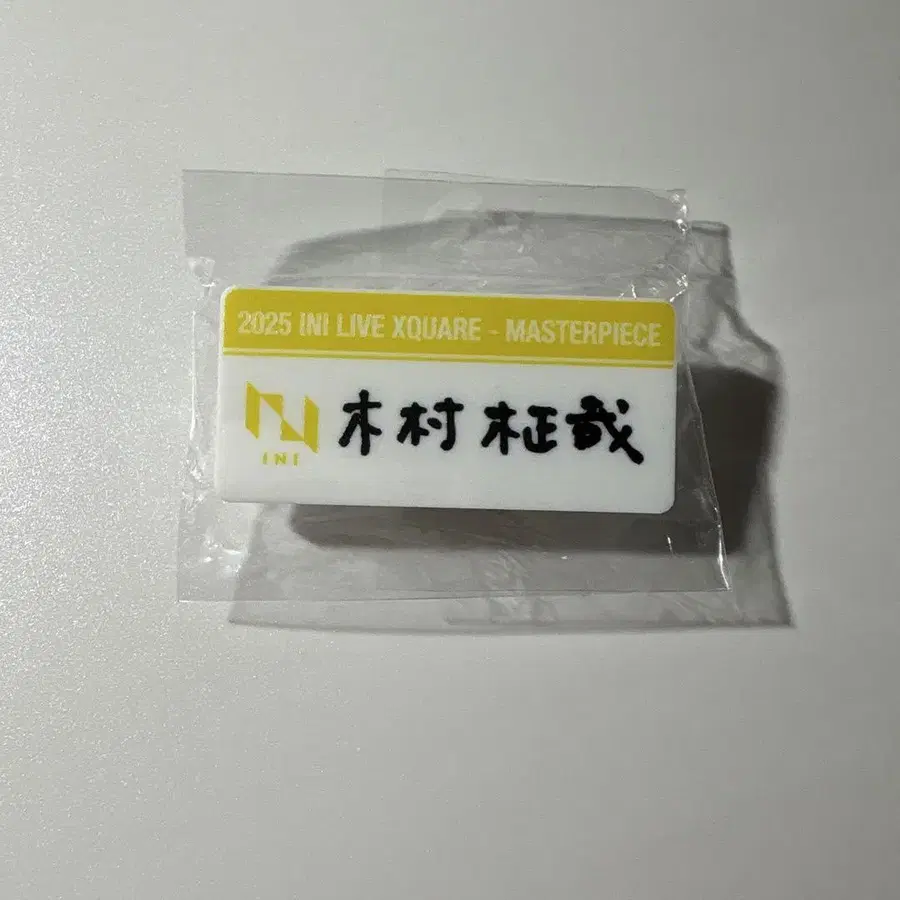 2025 INI LIVE XQUARE - MASTERPIECE
INI
木村 柾哉